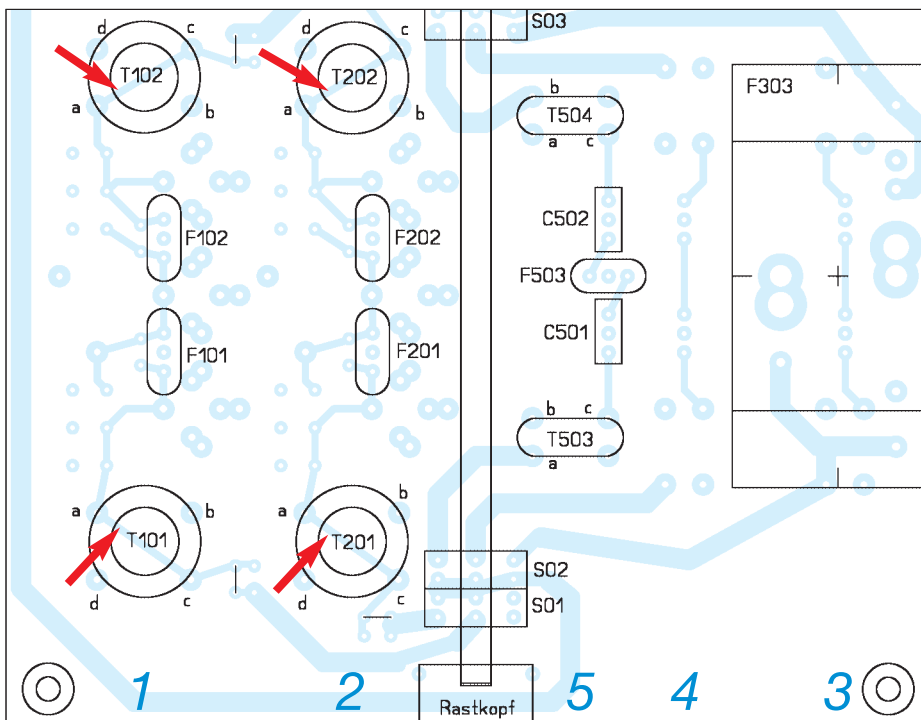 d c d c S03
T102 T202 F303
b
a b a b T504
a c
C502
F102 F202
F503
F101 F201 C501
b c
T503
a b a
a b
T101 T201
S02
d c d c S01
1 2 5 4 3
Rastkopf